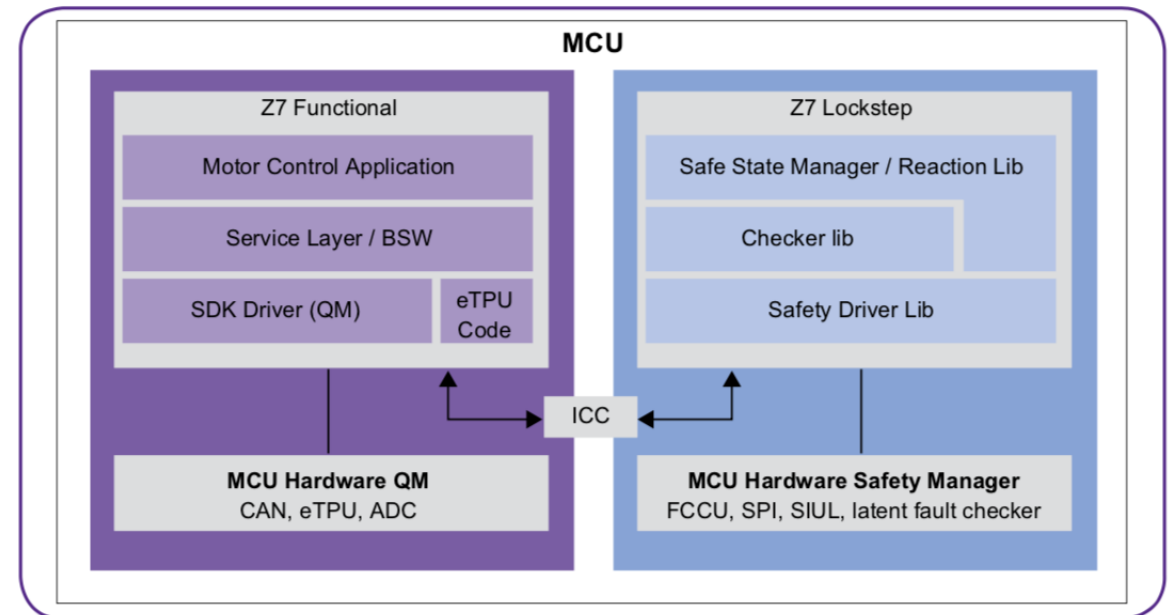 MCU
Z7 Functional
Motor Control Application
Service Layer / BSW
SDK Driver (QM)
eTPU
Code
Z7 Lockstep
Safe State Manager / Reaction Lib
Checker lib
Safety Driver Lib
ICC
MCU Hardware QM
CAN, eTPU, ADC
MCU Hardware Safety Manager
FCCU, SPI, SIUL, latent fault checker